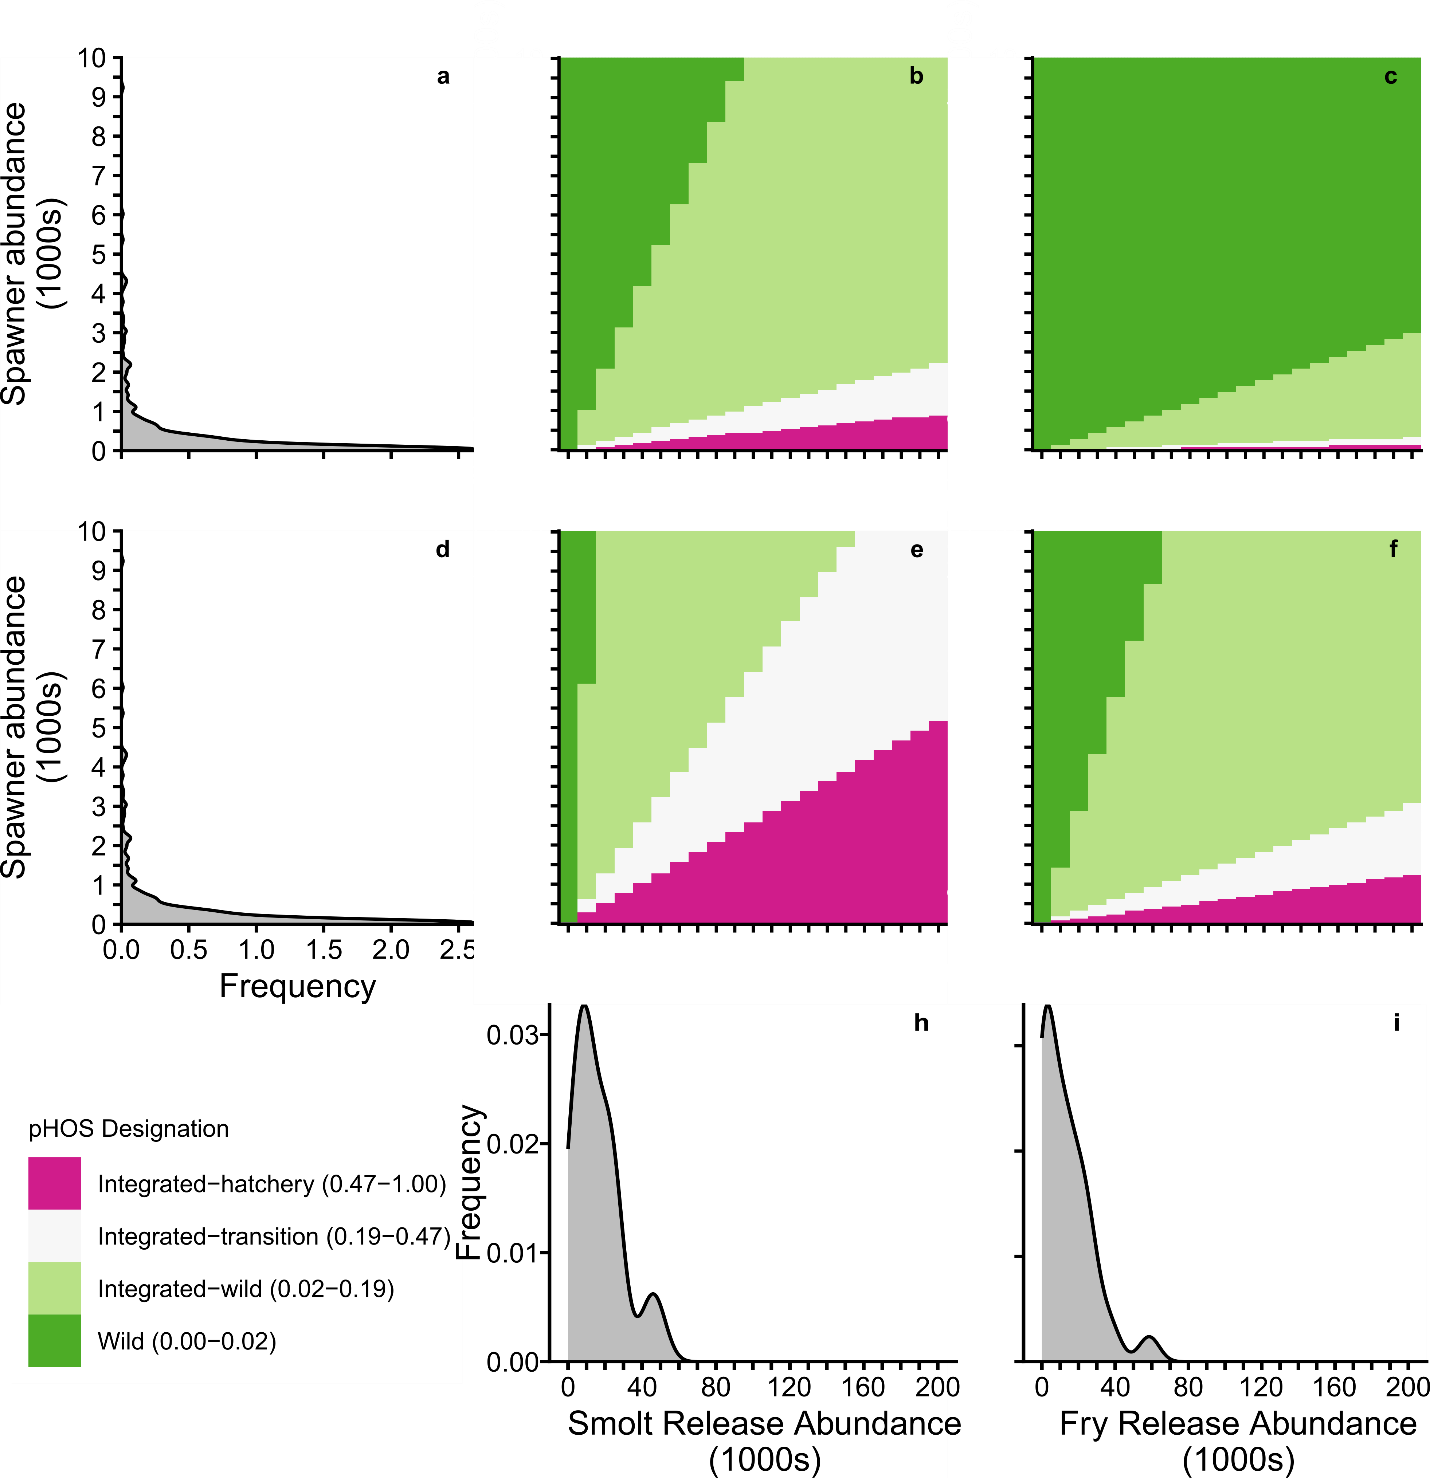 a
b
c
10
9
8
7
6
5
4
3
2
1
0
Spawner abundance
(1000s)
d
e
f
10
9
8
7
6
5
4
3
2
1
0
Spawner abundance
(1000s)
0.0 0.5 1.0 1.5 2.0 2.5
Frequency
h
i
0.03
0.02
0.01
0.00
Frequency
pHOS Designation
Integrated−hatchery (0.47−1.00)
Integrated−transition (0.19−0.47)
Integrated−wild (0.02−0.19)
Wild (0.00−0.02)
0 40 80 120 160 200
Smolt Release Abundance
(1000s)
0 40 80 120 160 200
Fry Release Abundance
(1000s)